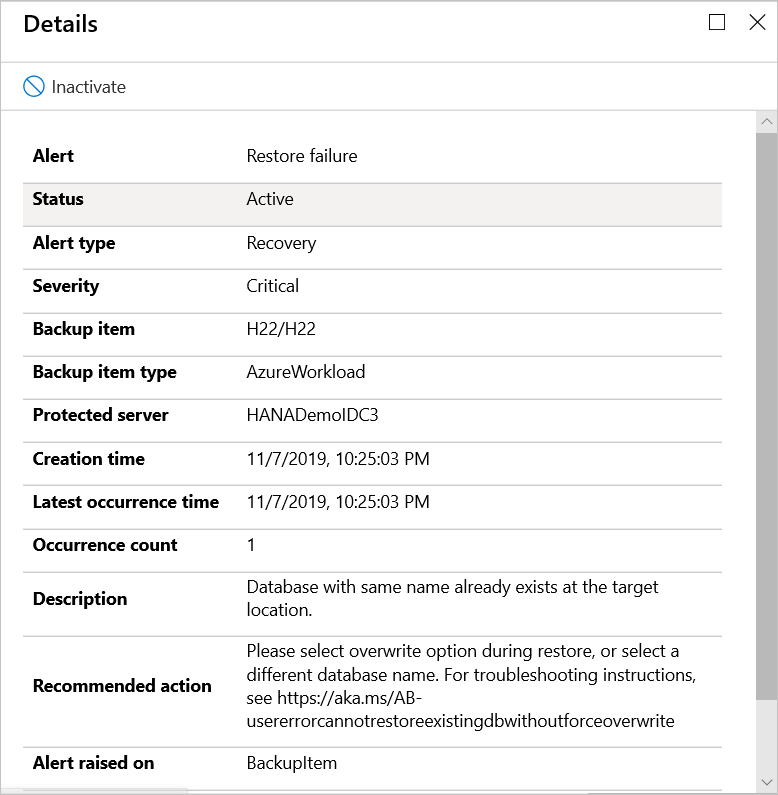 Details
Inactivate
Alert Restore failure
Status Active
Alert type Recovery
Severity Critical
Backup item H22/H22
Backup item type AzureWorkload
Protected server HANADemoIDC3
Creation time 11/7/2019, 10:25:03 PM
Latest occurrence time 11/7/2019, 10:25:03 PM
Occurrence count 1
Description Database with same name already exists at the target
location.
Recommended action Please select overwrite option during restore, or select a
different database name. For troubleshooting instructions,
see https://aka.ms/AB-
usererrorcannotrestoreexistingdbwithoutforceoverwrite
Alert raised on BackupItem